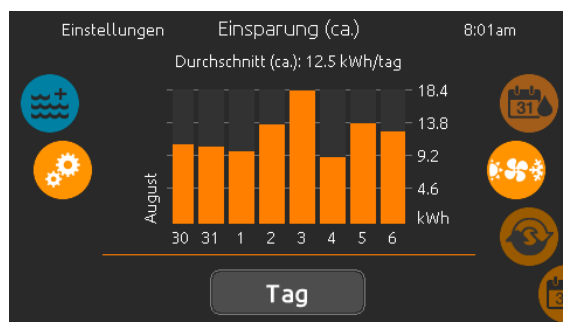 Einstellungen Einsparung (ca.) 8:01am
Durchschnitt (ca.): 12.5 kWh/tag
18.4
31
13.8
9.2
4.6
August
kWh
30 31 1 2 3 4 5 6
Tag